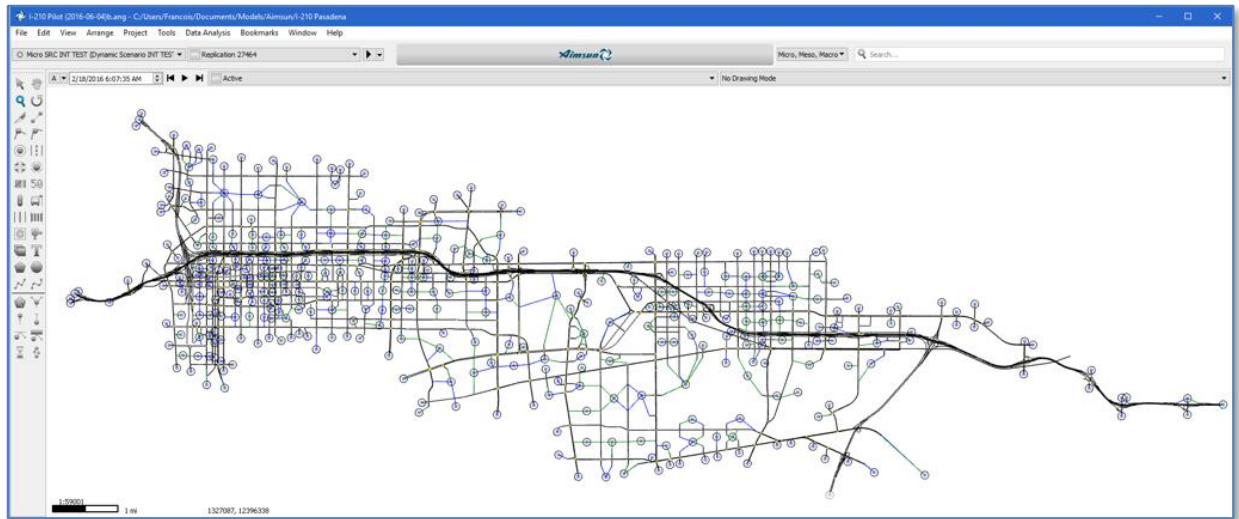 I-210 Pilot (2016-06-04)b.ang - C:/Users/Francois/Documents/Models/Aimsun/I-210 Pasadena
File Edit View Arrange Project Tools Data Analysis Bookmarks Window Help
Micro SRC INT TEST (Dynamic Scenario INT TES Replication 27464 Aimsun Micro, Meso, Macro Search...
A 2/18/2016 6:07:35 AM Active No Drawing Mode
50
1:59001
1 mi 1327087, 12396338